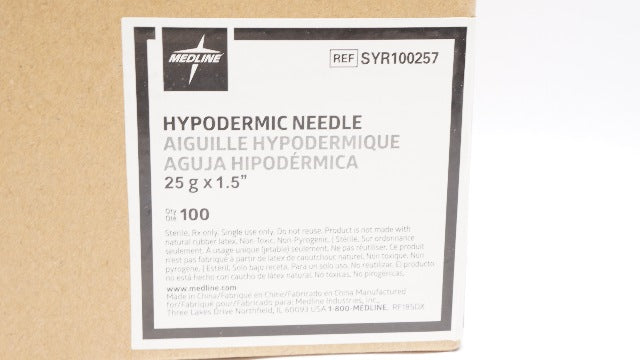 MEDLINE
REF SYR100257
HYPODERMIC NEEDLE
AIGUILLE HYPODERMIQUE
AGUJA HIPODÉRMICA
25 g x 1.5"
Qty
Qté 100
Sterile, Rx only. Single use only. Do not reuse. Product is not made with
natural rubber latex. Non-Toxic, Non-Pyrogenic. | Stérile, Sur ordonnance
seulement. À usage unique (jetable) seulement. Ne pas réutiliser. Ce produit
n'est pas fabriqué à partir de latex de caoutchouc naturel. Non toxique, Non
pyrogène. | Estéril, Solo bajo receta. Para un solo uso. No reutilizar. El producto
no está hecho con caucho de látex natural. No toxicas, No pirogénicas.
www.medline.com
Made in China/Fabriqué en Chine/Fabricado en China Manufactured
for/Fabriqué pour/Fabricado para: Medline Industries, Inc.,
Three Lakes Drive Northfield, IL 60093 USA 1-800-MEDLINE. RF18SDX